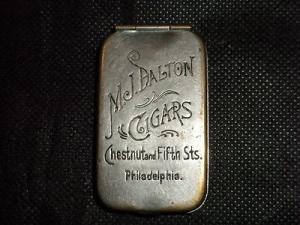 M.J. DALTON
CIGARS
Chestnut and Fifth Sts.
Philadelphia.